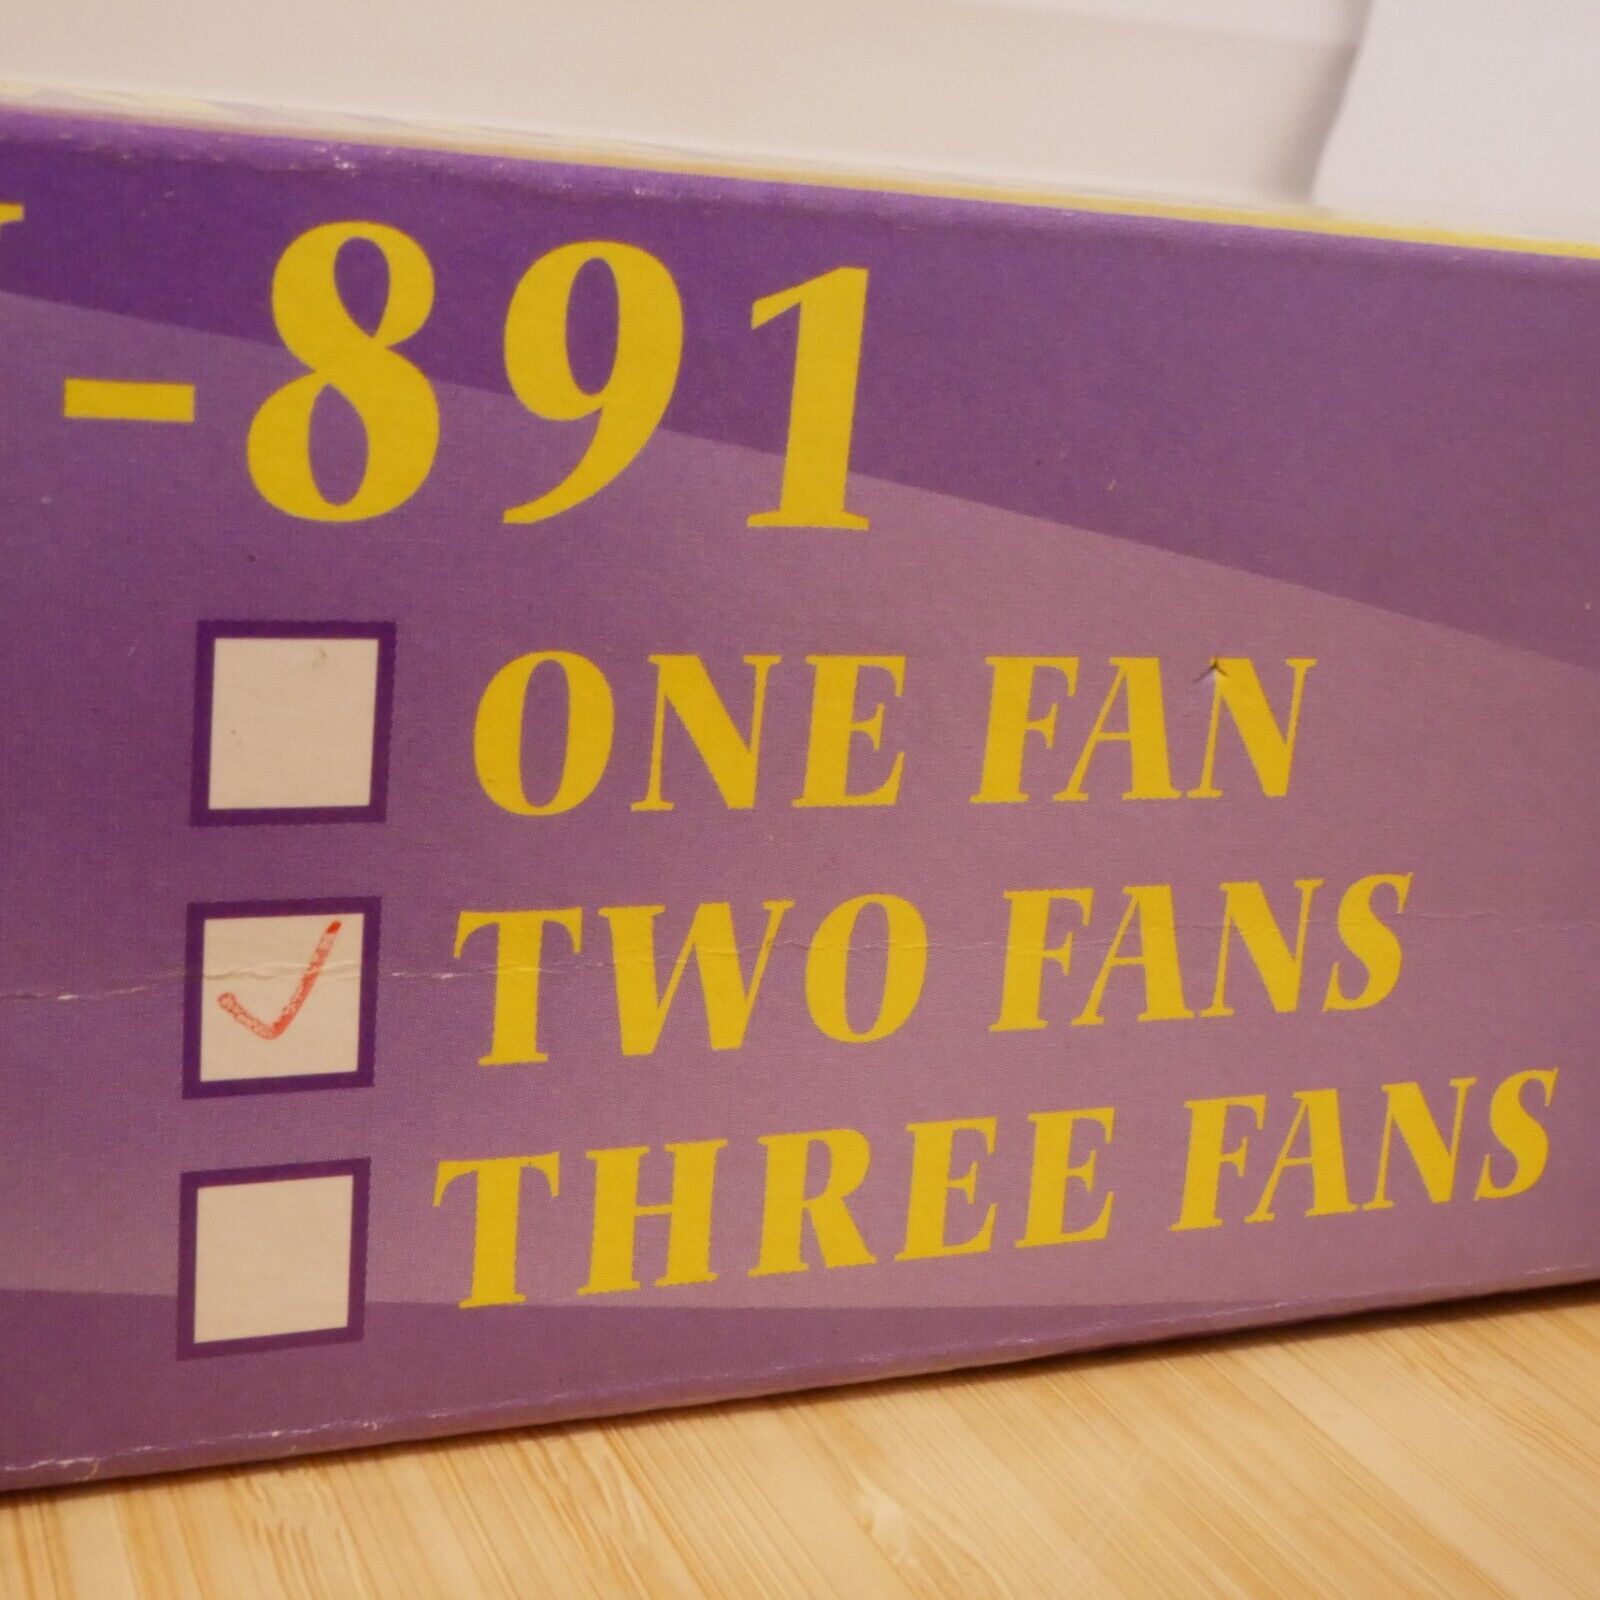 -891
ONE FAN
TWO FANS
THREE FANS